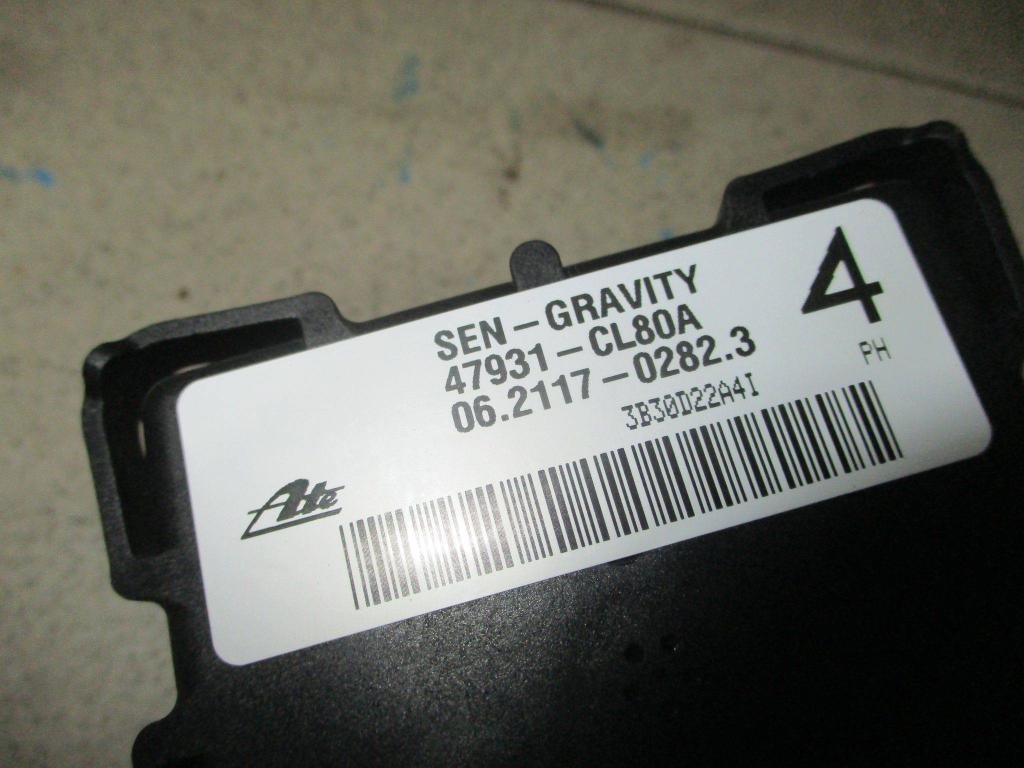 SEN-GRAVITY
47931-CL80A
06.2117-0282.3
4
PH
3B30D22A4I
Ate